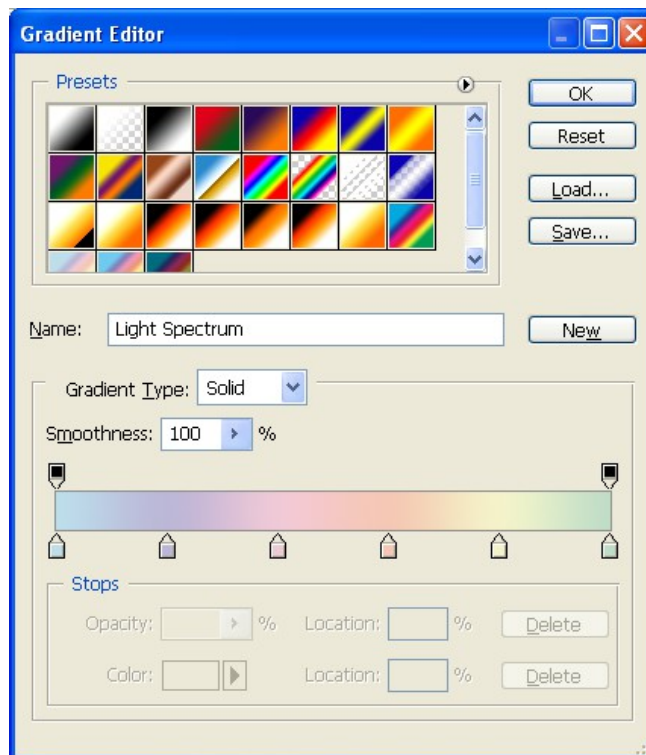 Gradient Editor
Presets
OK
Reset
Load...
Save...
Name: Light Spectrum New
Gradient Type: Solid
Smoothness: 100 %
Stops
Opacity: % Location: % Delete
Color: Location: % Delete